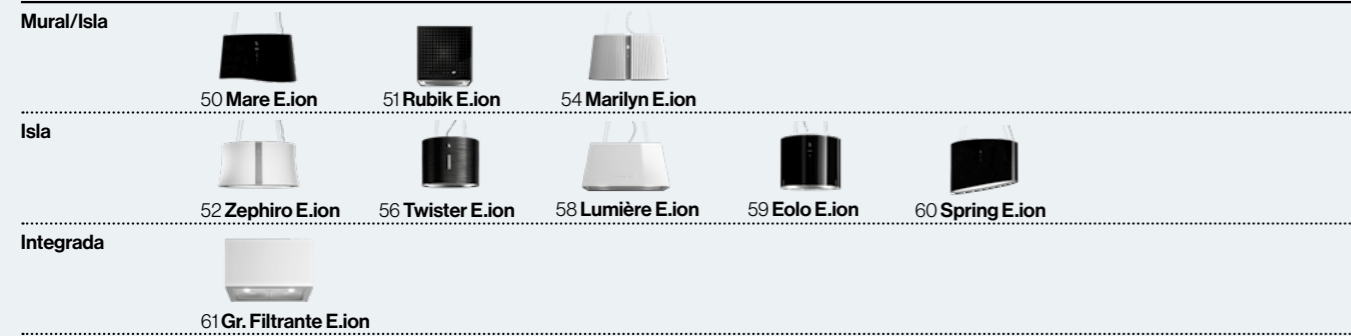 Mural/Isla
50 Mare E.ion 51 Rubik E.ion 54 Marilyn E.ion
Isla
52 Zephiro E.ion 56 Twister E.ion 58 Lumière E.ion 59 Eolo E.ion 60 Spring E.ion
Integrada
61 Gr. Filtrante E.ion